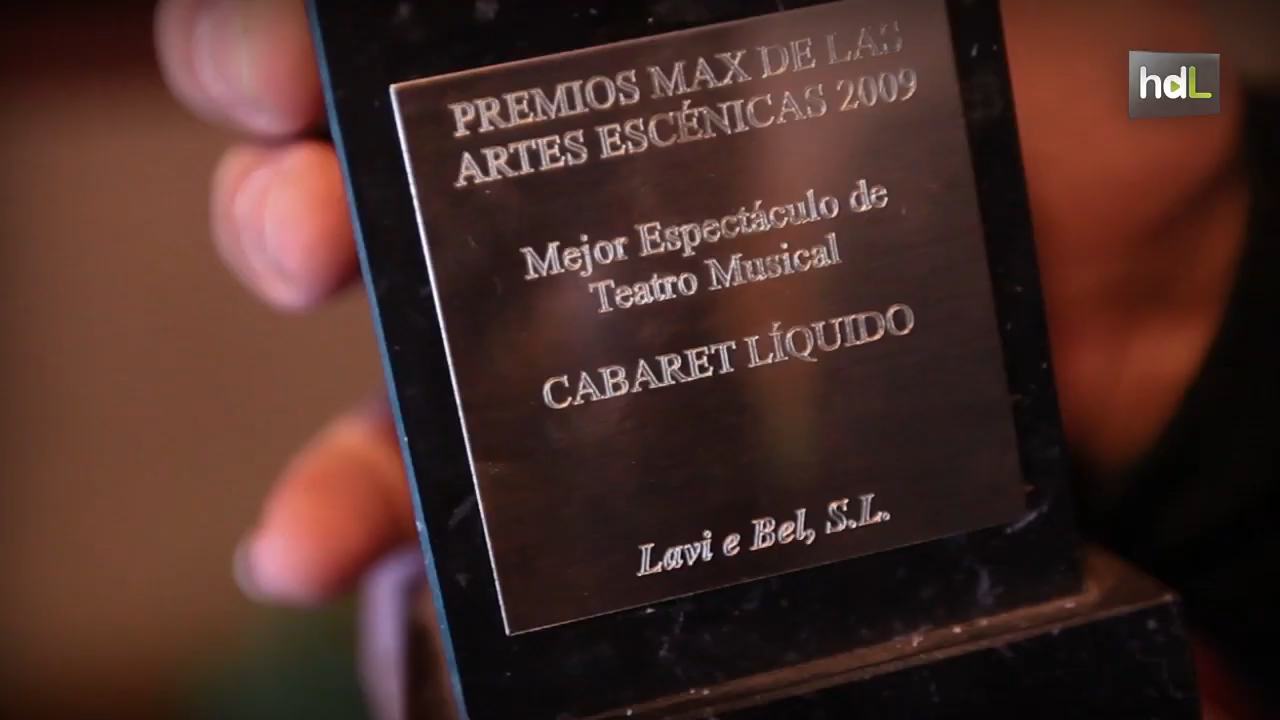 PREMIOS MAX DE LAS
ARTES ESCÉNICAS 2009
Mejor Espectáculo de
Teatro Musical
CABARET LÍQUIDO
Lavi e Bel, S.L.
hdL